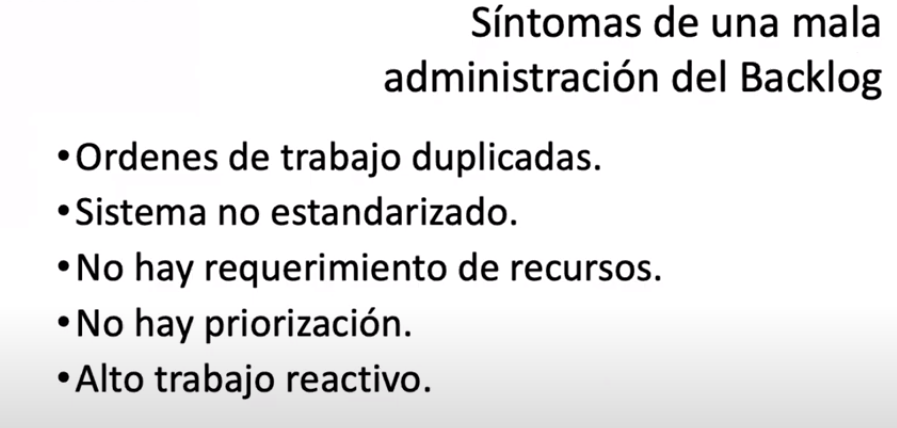 Síntomas de una mala
administración del Backlog
•Ordenes de trabajo duplicadas.
•Sistema no estandarizado.
•No hay requerimiento de recursos.
•No hay priorización.
•Alto trabajo reactivo.